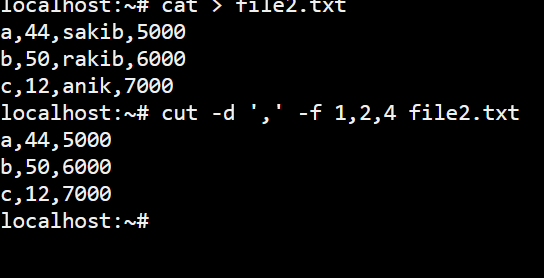 localhost:~# cat > file2.txt
a,44,sakib,5000
b,50,rakib,6000
c,12,anik,7000
localhost:~# cut -d ',' -f 1,2,4 file2.txt
a,44,5000
b,50,6000
c,12,7000
localhost:~#